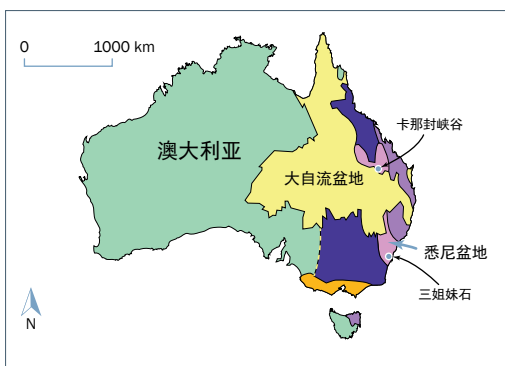 0 1000 km
卡那封峡谷
澳大利亚
大自流盆地
悉尼盆地
三姐妹石
N